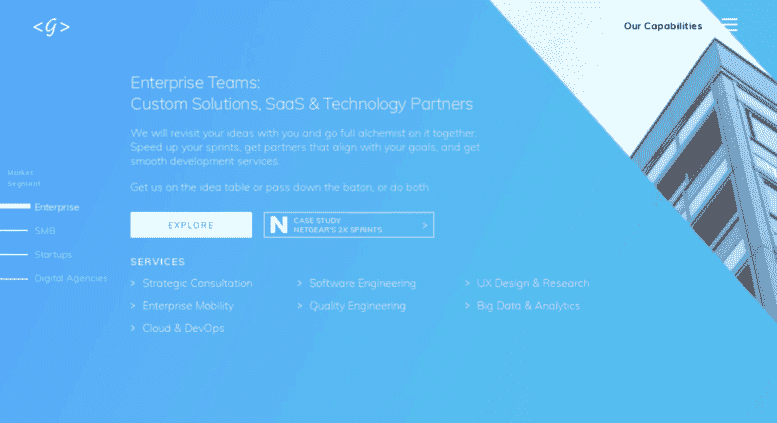 <G>
Our Capabilities
Enterprise Teams:
Custom Solutions, SaaS & Technology Partners
We will revisit your ideas with you and go full alchemist on it together.
Speed up your sprints, get partners that align with your goals, and get
smooth development services.
Get us on the idea table or pass down the baton, or do both
Market
Segment
Enterprise
SMB
Startups
Digital Agencies
EXPLORE
N CASE STUDY
NETGEAR'S 2X SPRINTS >
SERVICES
> Strategic Consultation > Software Engineering > UX Design & Research
> Enterprise Mobility > Quality Engineering > Big Data & Analytics
> Cloud & DevOps